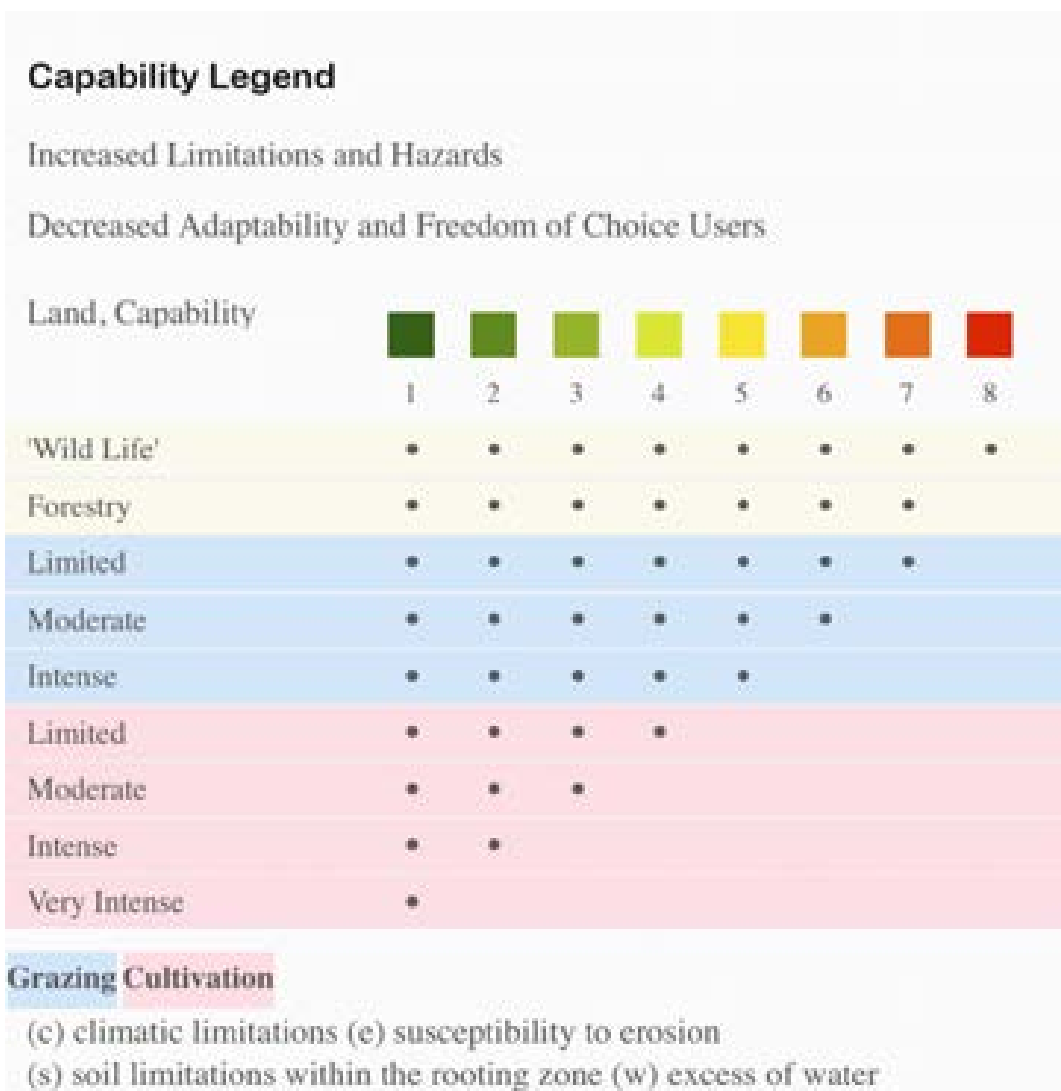 Capability Legend
Increased Limitations and Hazards
Decreased Adaptability and Freedom of Choice Users
Land, Capability
1 2 3 4 5 6 7 8
'Wild Life'
Forestry
Limited
Moderate
Intense
Limited
Moderate
Intense
Very Intense
Grazing Cultivation
(c) climatic limitations (e) susceptibility to erosion
(s) soil limitations within the rooting zone (w) excess of water